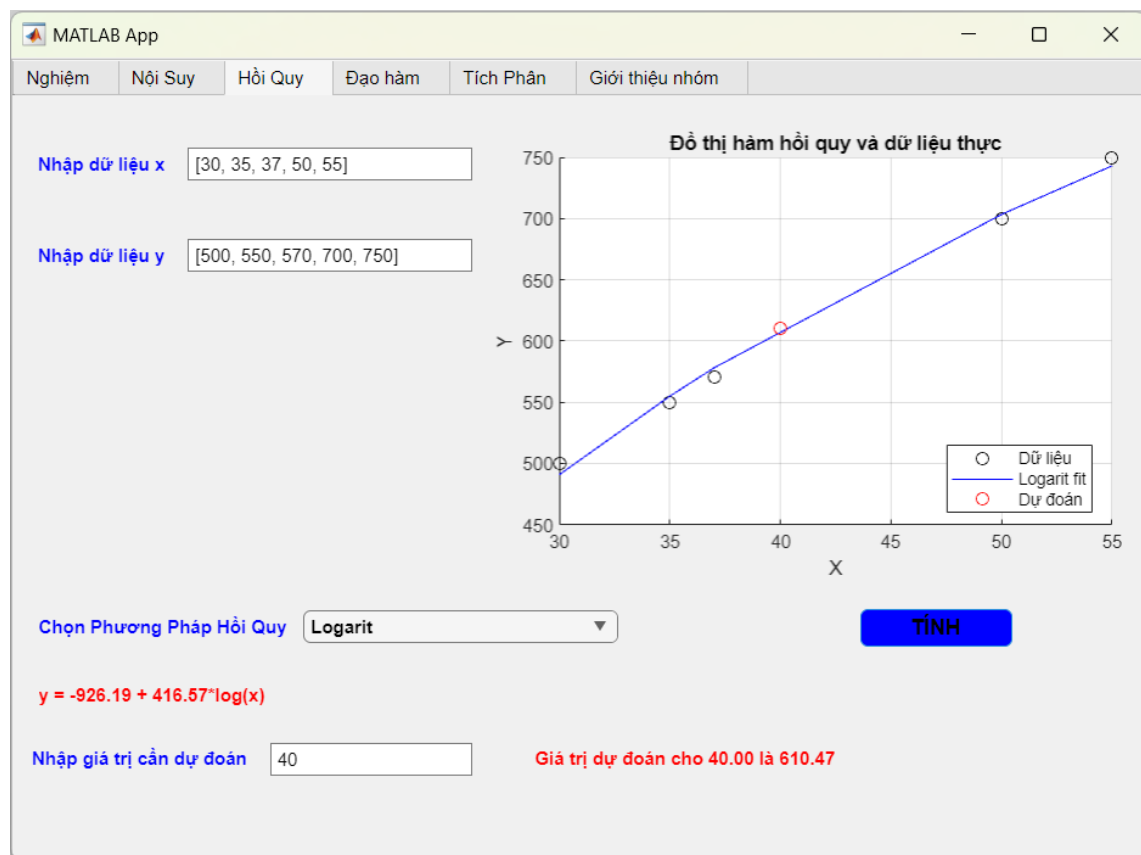 MATLAB App
Nghiệm Nội Suy Hồi Quy Đạo hàm Tích Phân Giới thiệu nhóm
Nhập dữ liệu x [30, 35, 37, 50, 55]
Nhập dữ liệu y [500, 550, 570, 700, 750]
Đồ thị hàm hồi quy và dữ liệu thực
750
700
650
Y 600
550
500
450
30 35 40 45 50 55
X
Dữ liệu
Logarit fit
Dự đoán
Chọn Phương Pháp Hồi Quy Logarit TÍNH
y = -926.19 + 416.57*log(x)
Nhập giá trị cần dự đoán 40 Giá trị dự đoán cho 40.00 là 610.47